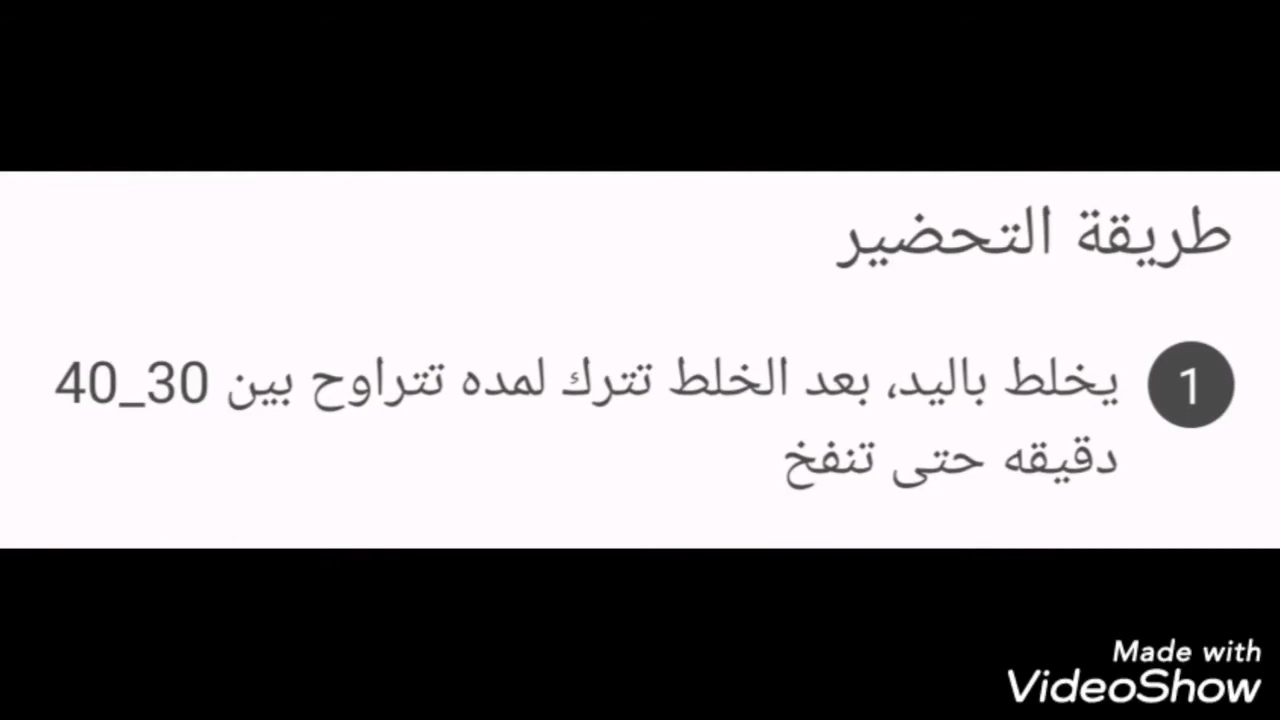 طريقة التحضير
1 يخلط باليد، بعد الخلط تترك لمده تتراوح بين 30_40
دقيقه حتى تنفخ
Made with
VideoShow